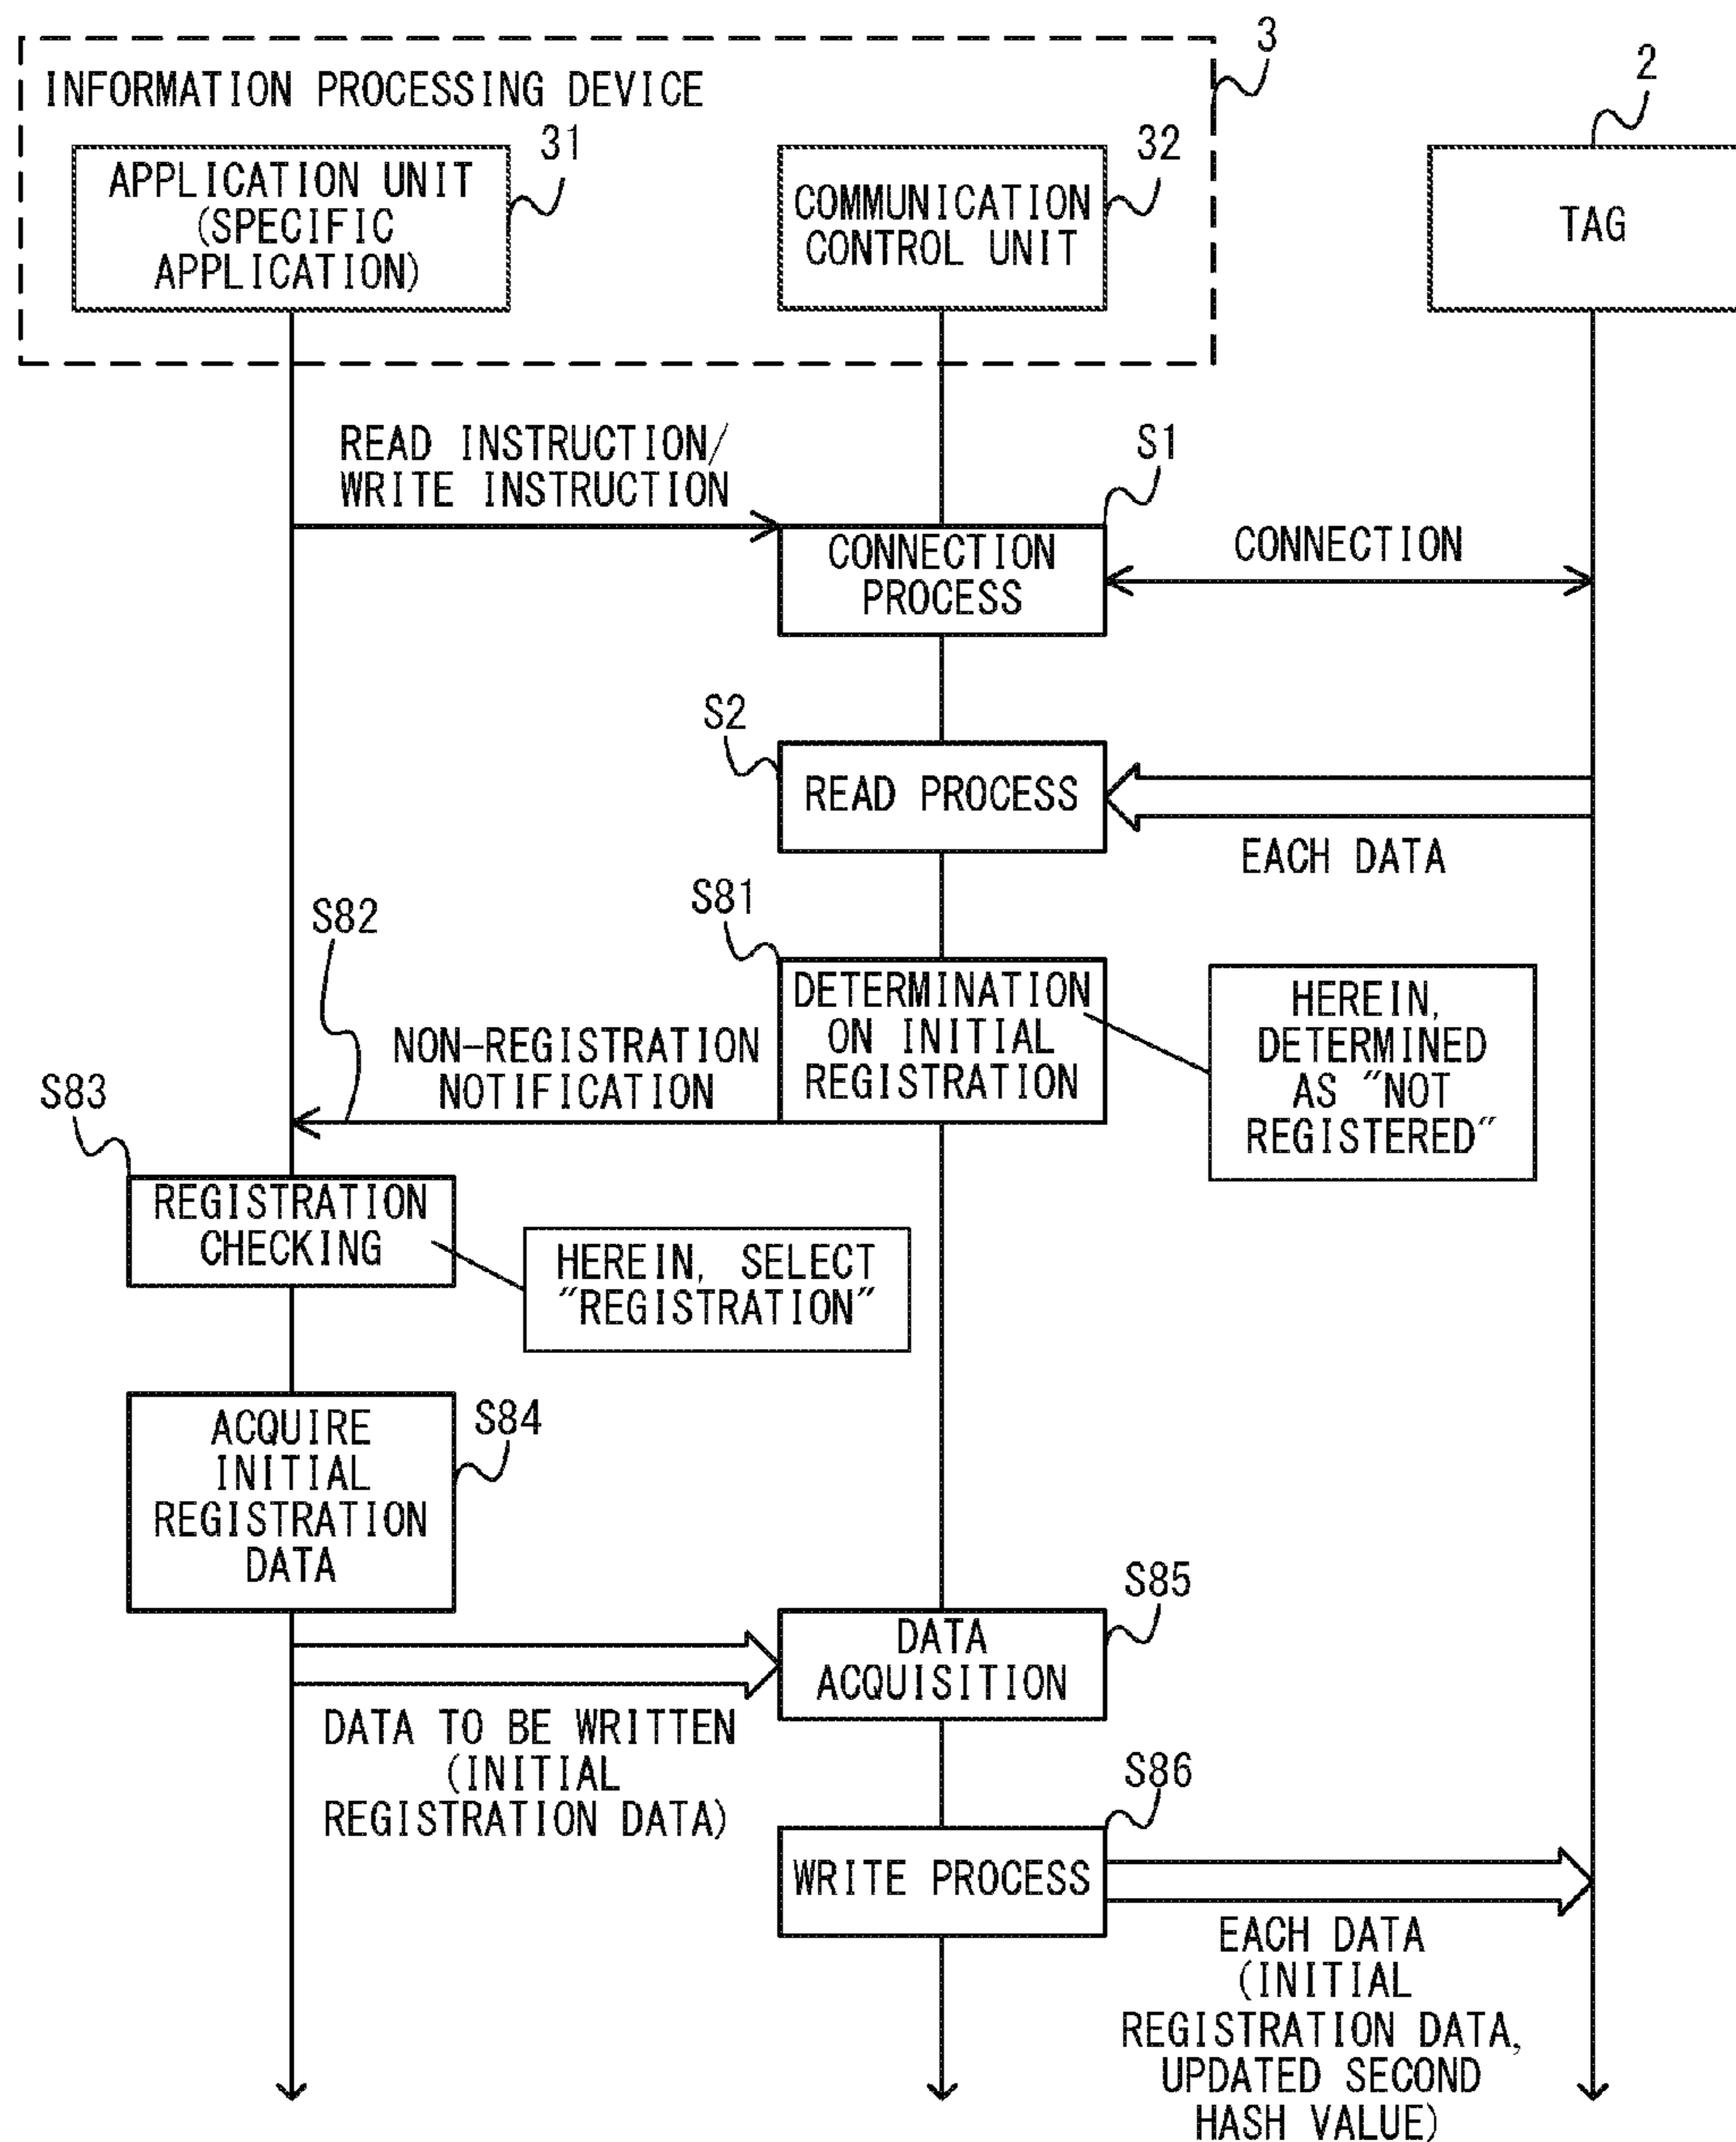 3
INFORMATION PROCESSING DEVICE
2
31
APPLICATION UNIT
(SPECIFIC
APPLICATION)
32
COMMUNICATION
CONTROL UNIT
TAG
READ INSTRUCTION/
WRITE INSTRUCTION
S1
CONNECTION
PROCESS
CONNECTION
S2
READ PROCESS
EACH DATA
S81
S82
DETERMINATION
ON INITIAL
REGISTRATION
HEREIN,
DETERMINED
AS "NOT
REGISTERED"
NON-REGISTRATION
NOTIFICATION
S83
REGISTRATION
CHECKING
HEREIN, SELECT
"REGISTRATION"
S84
ACQUIRE
INITIAL
REGISTRATION
DATA
S85
DATA
ACQUISITION
DATA TO BE WRITTEN
(INITIAL
REGISTRATION DATA)
S86
WRITE PROCESS
EACH DATA
(INITIAL
REGISTRATION DATA,
UPDATED SECOND
HASH VALUE)